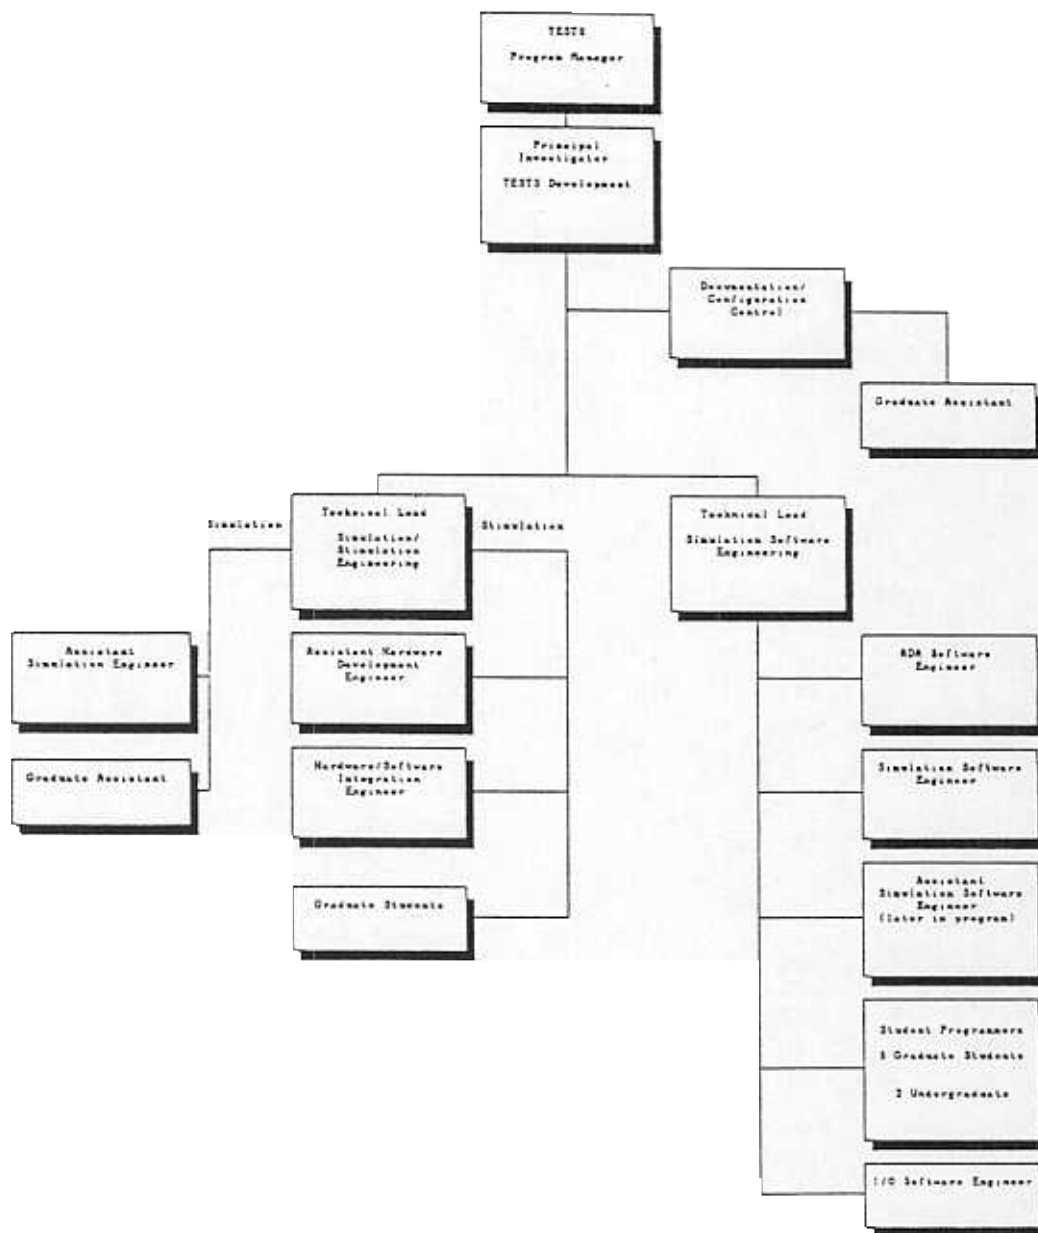 TESTS
Program Manager
Principal
Investigator
TESTS Development
Documentation/
Configuration
Control
Graduate Assistant
Simulation
Technical Lead
Simulation/
Stimulation
Engineering
Stimulation
Technical Lead
Simulation Software
Engineering
Assistant
Simulation Engineer
Graduate Assistant
Assistant Hardware
Development
Engineer
Hardware/Software
Integration
Engineer
Graduate Students
ADA Software
Engineer
Simulation Software
Engineer
Assistant
Simulation Software
Engineer
(later in program)
Student Programmers
Graduate Students
2 Undergraduate
I/O Software Engineer